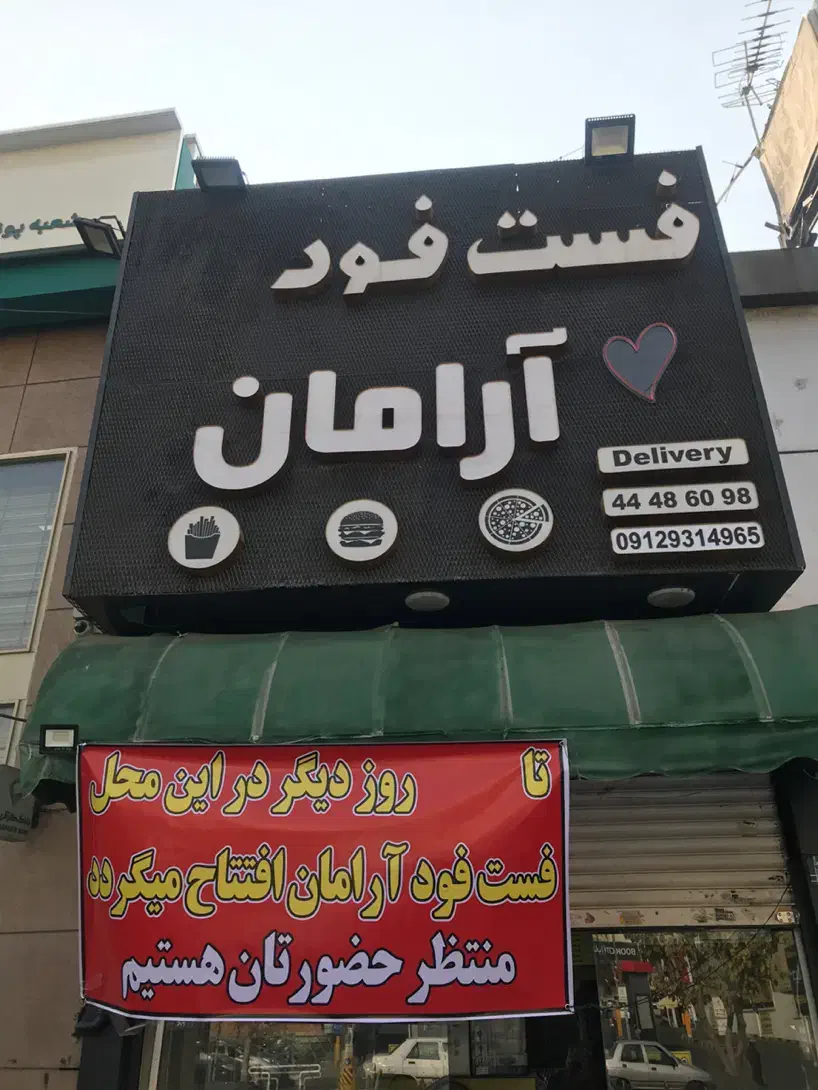 فست فود
آرامان
Delivery
44 48 60 98
09129314965
تا روز دیگر در این محل
فست فود آرامان افتتاح میگردد
منتظر حضورتان هستیم
شعبه